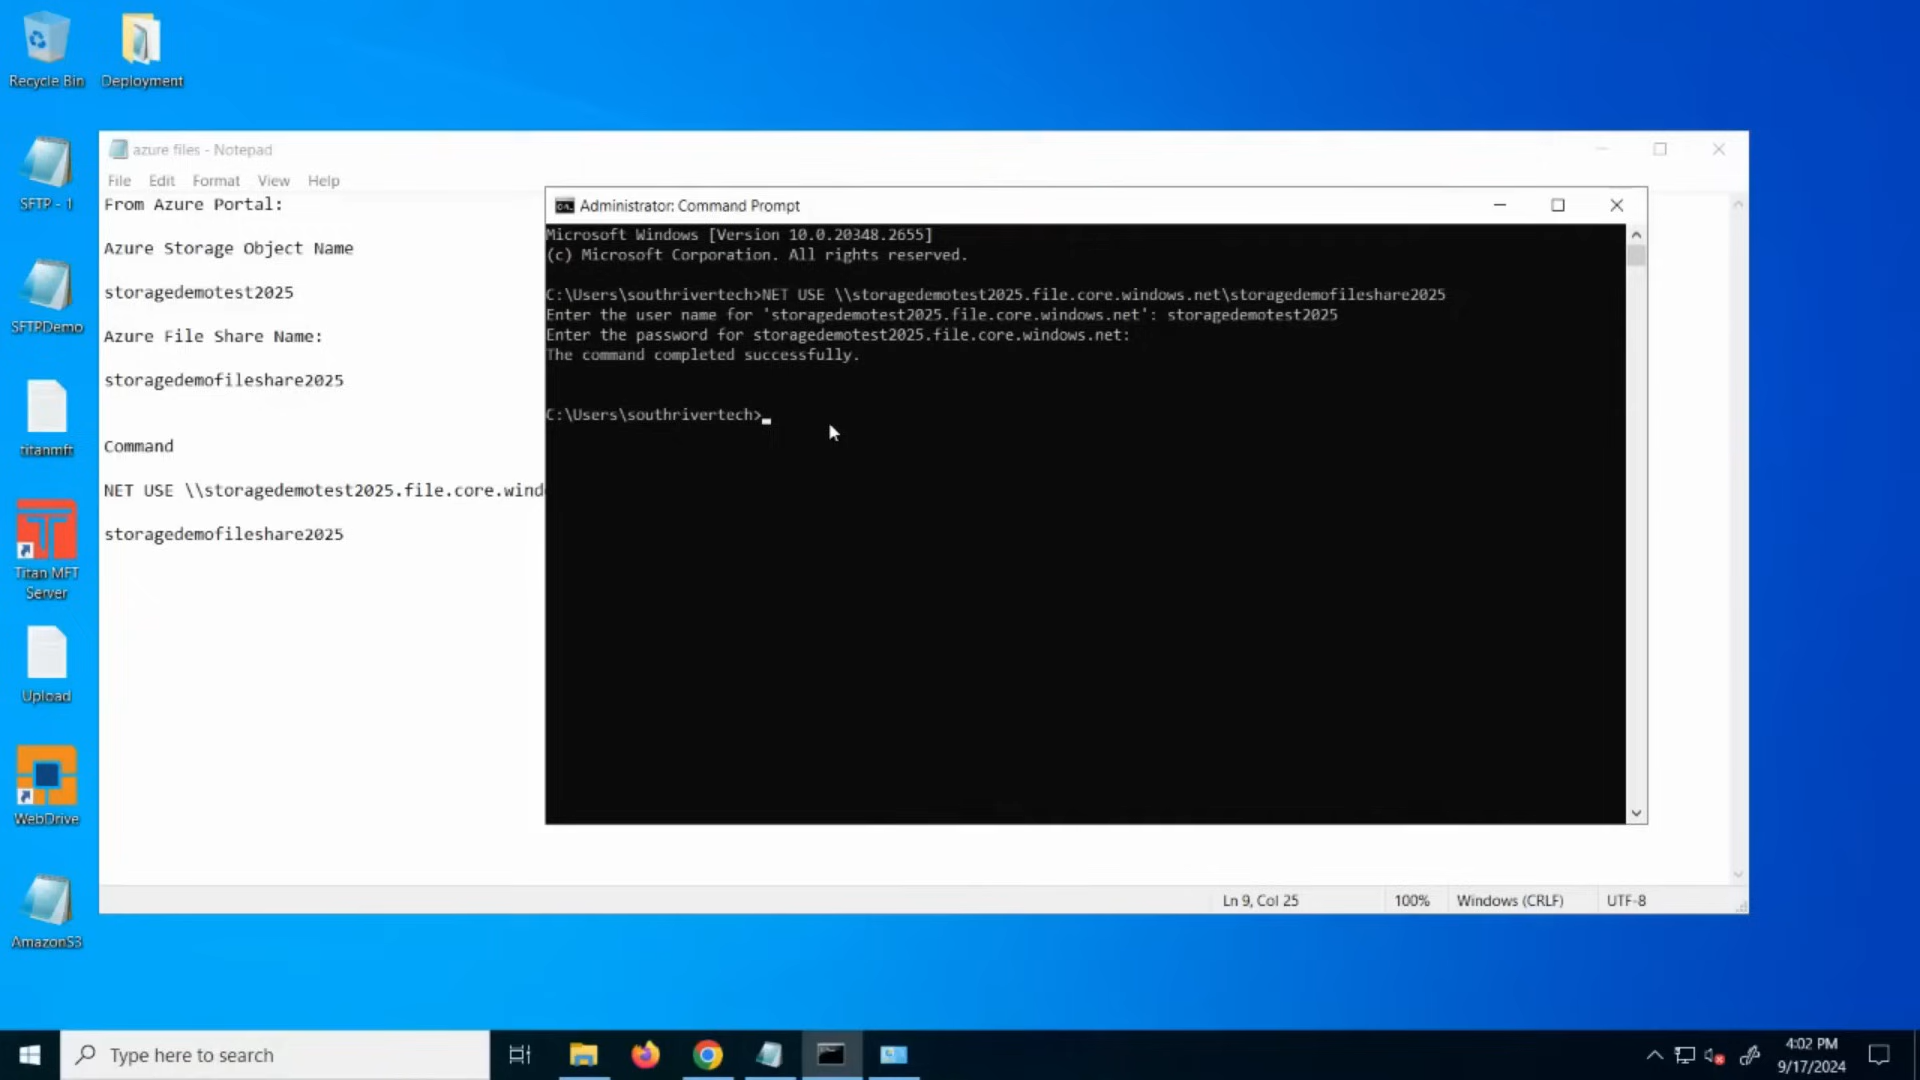 Recycle Bin
Deployment
SFTP - 1
SFTPDemo
titanmft
Titan MFT
Server
Upload
WebDrive
AmazonS3
azure files - Notepad
File Edit Format View Help
From Azure Portal:
Azure Storage Object Name
storagedemotest2025
Azure File Share Name:
storagedemofileshare2025
Command
NET USE \\storagedemotest2025.file.core.wind
storagedemofileshare2025
Ln 9, Col 25 100% Windows (CRLF) UTF-8
Administrator: Command Prompt
Microsoft Windows [Version 10.0.20348.2655]
(c) Microsoft Corporation. All rights reserved.
C:\Users\southrivertech>NET USE \\storagedemotest2025.file.core.windows.net\storagedemofileshare2025
Enter the user name for 'storagedemotest2025.file.core.windows.net': storagedemotest2025
Enter the password for storagedemotest2025.file.core.windows.net:
The command completed successfully.
C:\Users\southrivertech>
Type here to search
4:02 PM
9/17/2024